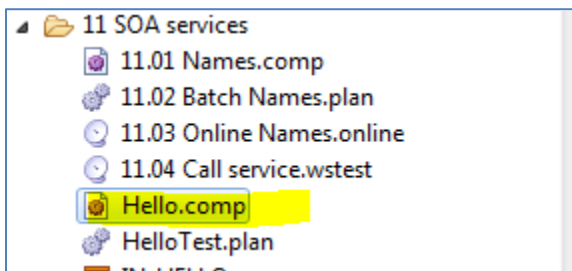 11 SOA services
11.01 Names.comp
11.02 Batch Names.plan
11.03 Online Names.online
11.04 Call service.wstest
Hello.comp
HelloTest.plan